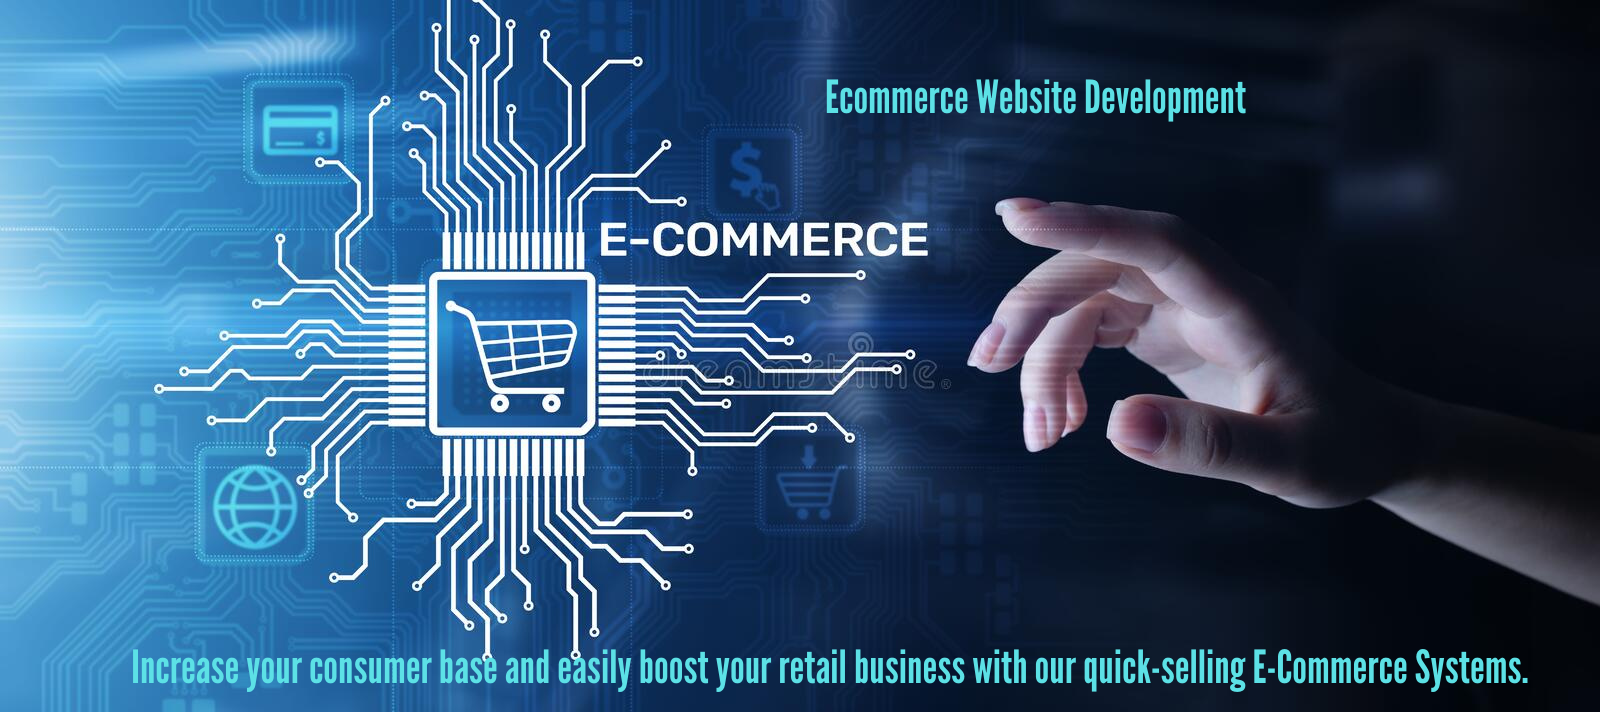 Ecommerce Website Development
E-COMMERCE
dreamstime®
Increase your consumer base and easily boost your retail business with our quick-selling E-Commerce Systems.